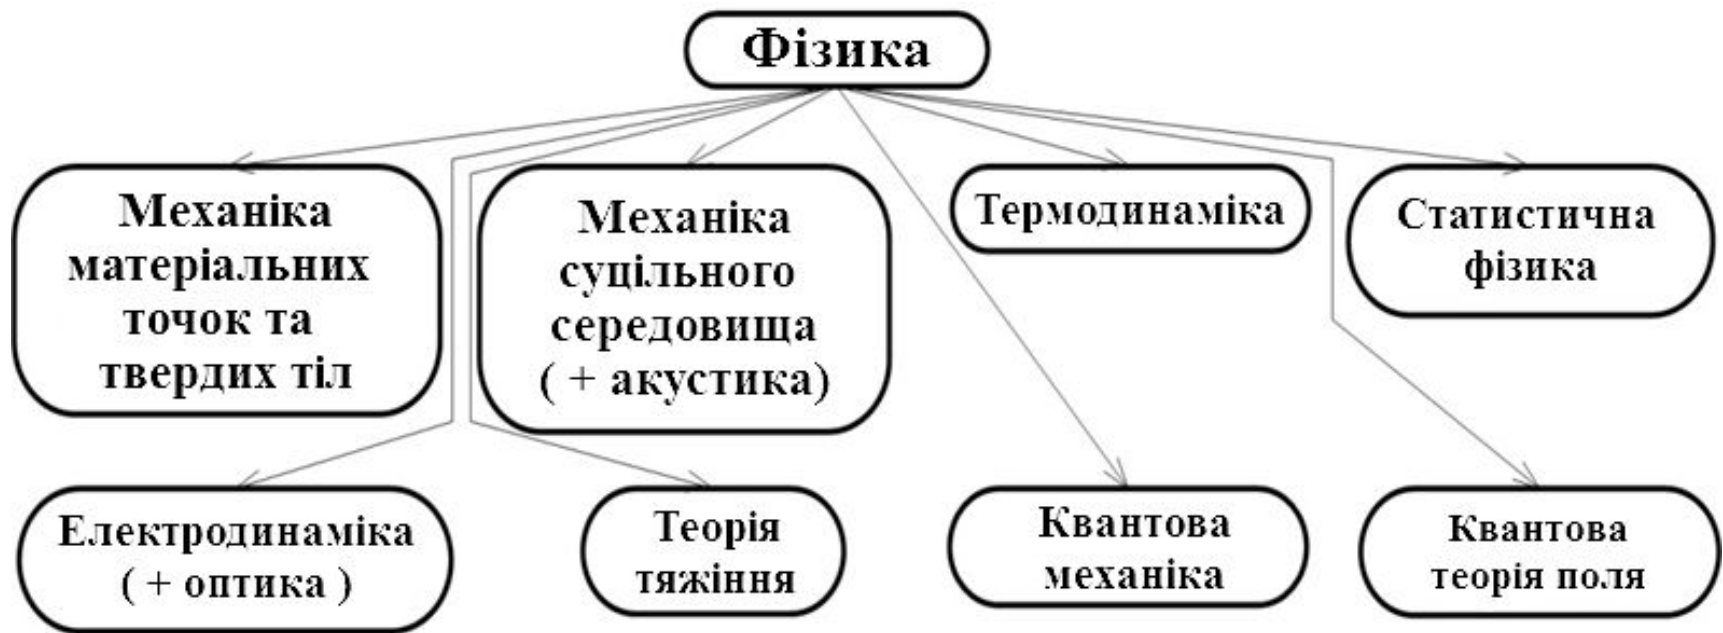 Фізика
Механіка
матеріальних
точок та
твердих тіл
Механіка
суцільного
середовища
( + акустика)
Термодинаміка
Статистична
фізика
Електродинаміка
( + оптика )
Теорія
тяжіння
Квантова
механіка
Квантова
теорія поля